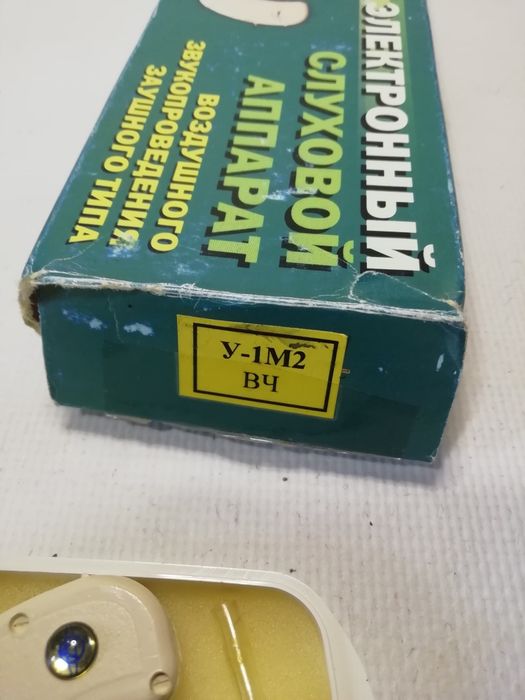 ЭЛЕКТРОННЫЙ
СЛУХОВОЙ
АППАРАТ
ВОЗДУШНОГО
ЗВУКОПРОВЕДЕНИЯ
ЗАУШНОГО ТИПА
У-1М2
ВЧ